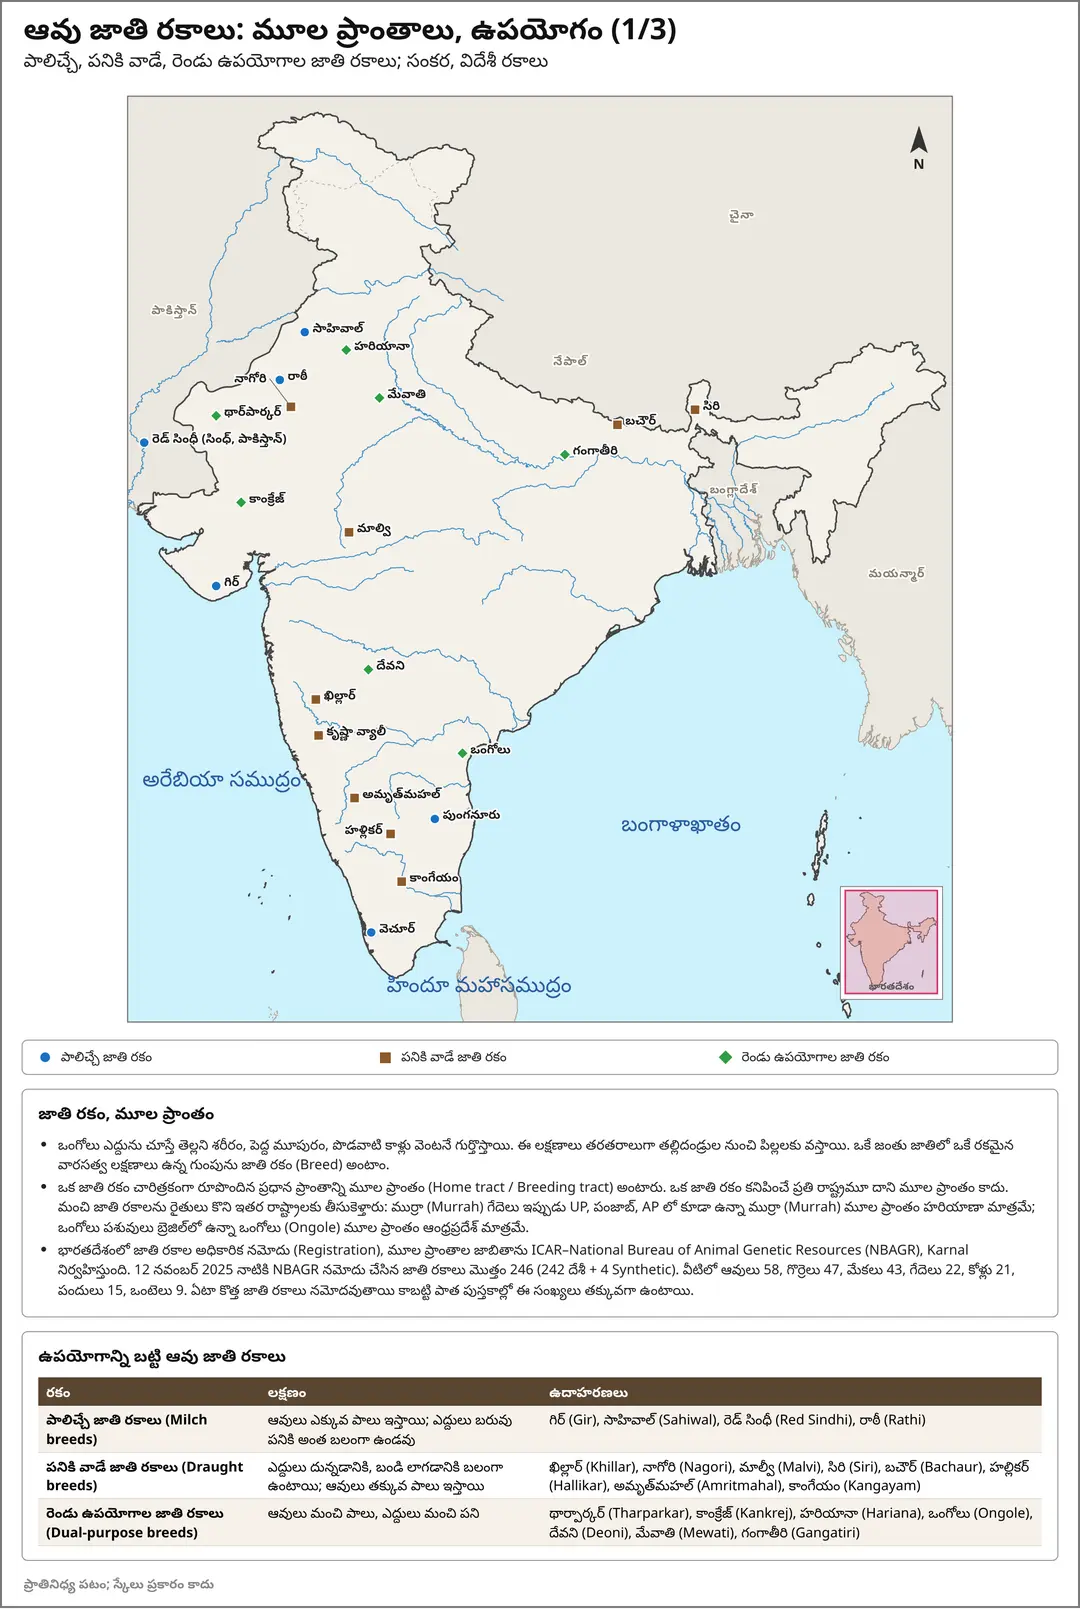 ఆవు జాతి రకాలు: మూల ప్రాంతాలు, ఉపయోగం (1/3)
పాలిచ్చే, పనికి వాడే, రెండు ఉపయోగాల జాతి రకాలు; సంకర, విదేశీ రకాలు
N
చైనా
పాకిస్తాన్
సాహివాల్
హరియానా
నేపాల్
నాగోరి
రాఠీ
మేవాతి
సిరి
థార్‌పార్కర్
బచౌర్
రెడ్ సింధీ (సింధ్, పాకిస్తాన్)
గంగాతీరి
బంగ్లాదేశ్
కాంక్రేజ్
మాల్వి
మయన్మార్
గిర్
దేవని
ఖిల్లార్
కృష్ణా వ్యాలీ
ఒంగోలు
అరేబియా సముద్రం
అమృత్‌మహల్
పుంగనూరు
బంగాళాఖాతం
హళ్లికర్
కాంగేయం
వెచూర్
హిందూ మహాసముద్రం
భారతదేశం
పాలిచ్చే జాతి రకం
పనికి వాడే జాతి రకం
రెండు ఉపయోగాల జాతి రకం
జాతి రకం, మూల ప్రాంతం
• ఒంగోలు ఎద్దును చూస్తే తెల్లని శరీరం, పెద్ద మూపురం, పొడవాటి కాళ్లు వెంటనే గుర్తొస్తాయి. ఈ లక్షణాలు తరతరాలుగా తల్లిదండ్రుల నుంచి పిల్లలకు వస్తాయి. ఒకే జంతు జాతిలో ఒకే రకమైన
వారసత్వ లక్షణాలు ఉన్న గుంపును జాతి రకం (Breed) అంటాం.
• ఒక జాతి రకం చారిత్రకంగా రూపొందిన ప్రధాన ప్రాంతాన్ని మూల ప్రాంతం (Home tract / Breeding tract) అంటారు. ఒక జాతి రకం కనిపించే ప్రతి రాష్ట్రమూ దాని మూల ప్రాంతం కాదు.
మంచి జాతి రకాలను రైతులు కొని ఇతర రాష్ట్రాలకు తీసుకెళ్తారు: ముర్రా (Murrah) గేదెలు ఇప్పుడు UP, పంజాబ్, AP లో కూడా ఉన్నా ముర్రా (Murrah) మూల ప్రాంతం హరియాణా మాత్రమే;
ఒంగోలు పశువులు బ్రెజిల్‌లో ఉన్నా ఒంగోలు (Ongole) మూల ప్రాంతం ఆంధ్రప్రదేశ్ మాత్రమే.
• భారతదేశంలో జాతి రకాల అధికారిక నమోదు (Registration), మూల ప్రాంతాల జాబితాను ICAR–National Bureau of Animal Genetic Resources (NBAGR), Karnal
నిర్వహిస్తుంది. 12 నవంబర్ 2025 నాటికి NBAGR నమోదు చేసిన జాతి రకాలు మొత్తం 246 (242 దేశీ + 4 Synthetic). వీటిలో ఆవులు 58, గొర్రెలు 47, మేకలు 43, గేదెలు 22, కోళ్లు 21,
పందులు 15, ఒంటెలు 9. ఏటా కొత్త జాతి రకాలు నమోదవుతాయి కాబట్టి పాత పుస్తకాల్లో ఈ సంఖ్యలు తక్కువగా ఉంటాయి.
ఉపయోగాన్ని బట్టి ఆవు జాతి రకాలు
రకం
లక్షణం
ఉదాహరణలు
పాలిచ్చే జాతి రకాలు (Milch
breeds)
ఆవులు ఎక్కువ పాలు ఇస్తాయి; ఎద్దులు బరువు
పనికి అంత బలంగా ఉండవు
గిర్ (Gir), సాహివాల్ (Sahiwal), రెడ్ సింధీ (Red Sindhi), రాఠీ (Rathi)
పనికి వాడే జాతి రకాలు (Draught
breeds)
ఎద్దులు దున్నడానికి, బండి లాగడానికి బలంగా
ఉంటాయి; ఆవులు తక్కువ పాలు ఇస్తాయి
ఖిల్లార్ (Khillar), నాగోరి (Nagori), మాల్వీ (Malvi), సిరి (Siri), బచౌర్ (Bachaur), హల్లికర్
(Hallikar), అమృత్‌మహల్ (Amritmahal), కాంగేయం (Kangayam)
రెండు ఉపయోగాల జాతి రకాలు
(Dual-purpose breeds)
ఆవులు మంచి పాలు, ఎద్దులు మంచి పని
థార్పార్కర్ (Tharparkar), కాంక్రేజ్ (Kankrej), హరియానా (Hariana), ఒంగోలు (Ongole),
దేవని (Deoni), మేవాతి (Mewati), గంగాతీరి (Gangatiri)
ప్రాతినిధ్య పటం; స్కేలు ప్రకారం కాదు